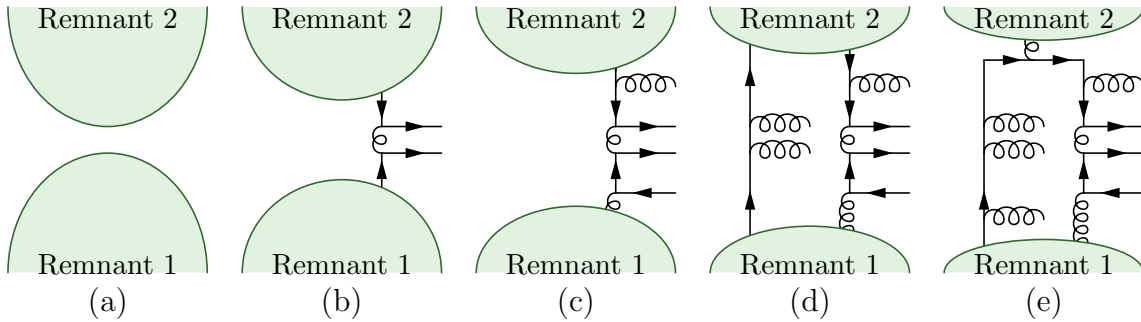 Remnant 2 Remnant 2 Remnant 2 Remnant 2 Remnant 2
Remnant 1 Remnant 1 Remnant 1 Remnant 1 Remnant 1
(a) (b) (c) (d) (e)